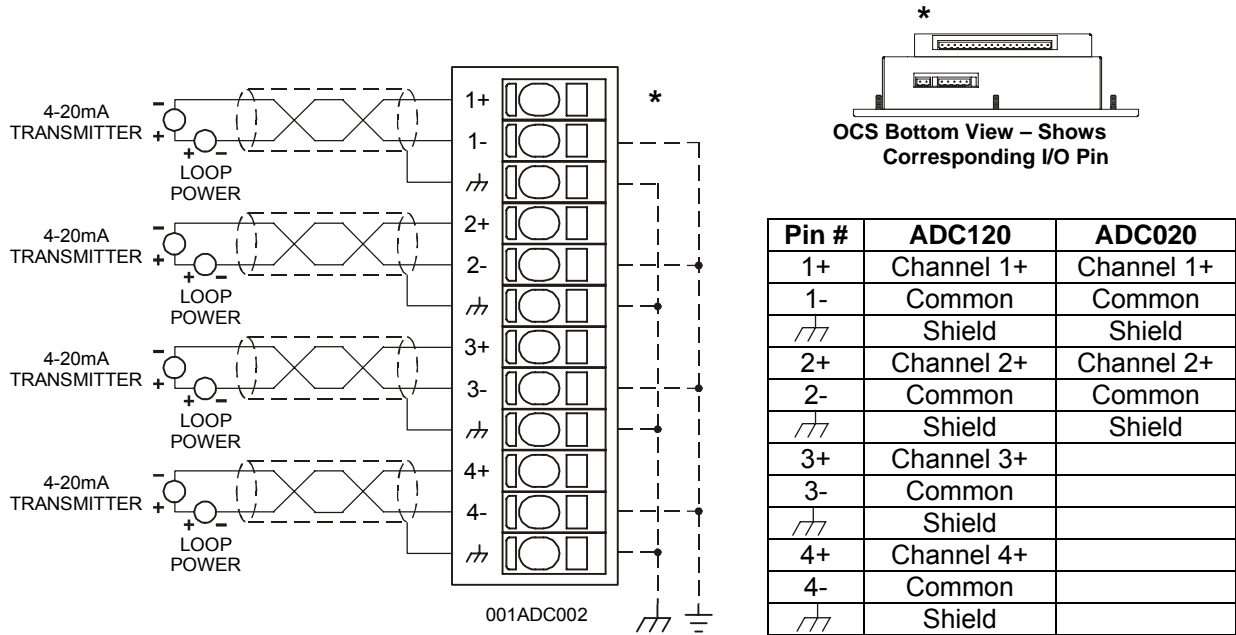 4-20mA
TRANSMITTER
-
+
+ -
LOOP
POWER
4-20mA
TRANSMITTER
-
+
+ -
LOOP
POWER
4-20mA
TRANSMITTER
-
+
+ -
LOOP
POWER
4-20mA
TRANSMITTER
-
+
+ -
LOOP
POWER
1+
1-
2+
2-
3+
3-
4+
4-
*
001ADC002
*
OCS Bottom View – Shows
Corresponding I/O Pin
Pin # ADC120 ADC020
1+ Channel 1+ Channel 1+
1- Common Common
Shield Shield
2+ Channel 2+ Channel 2+
2- Common Common
Shield Shield
3+ Channel 3+
3- Common
Shield
4+ Channel 4+
4- Common
Shield